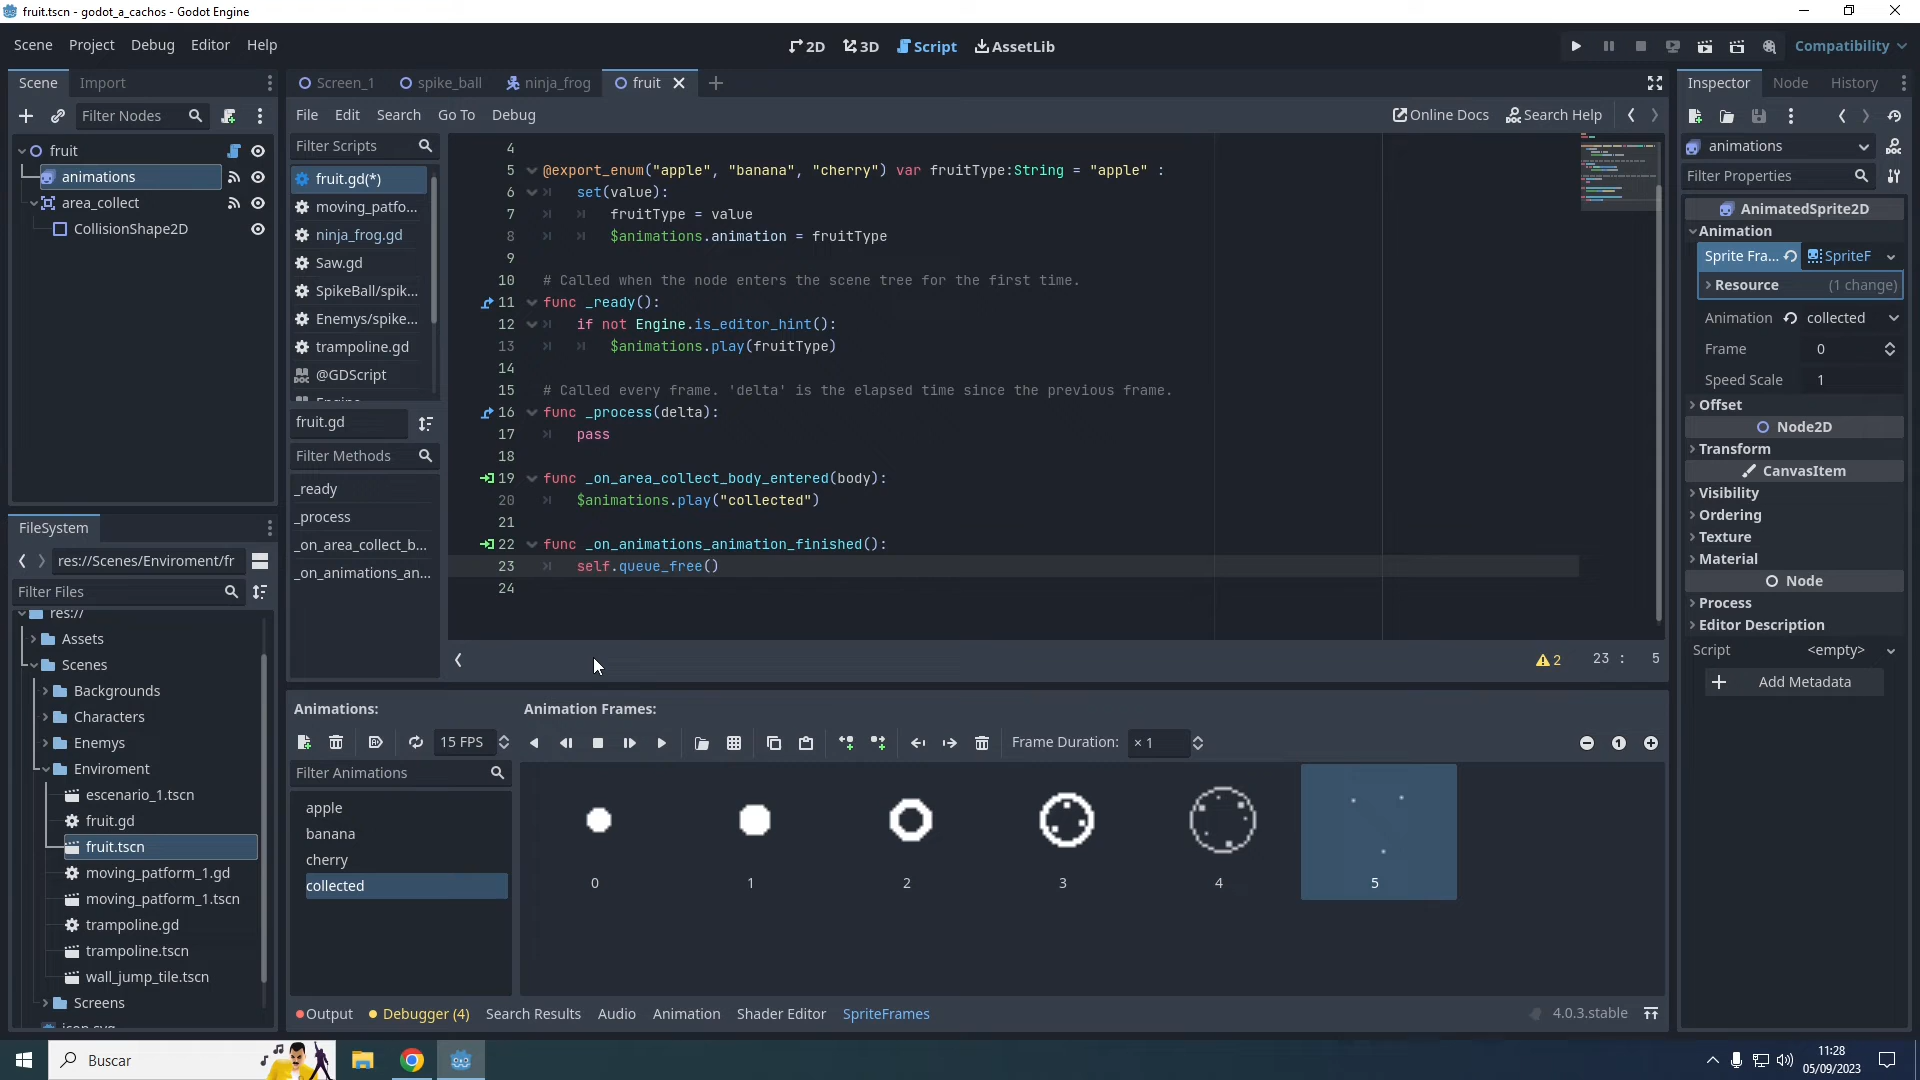 fruit.tscn - godot_a_cachos - Godot Engine
Scene Project Debug Editor Help
2D 3D Script AssetLib
Compatibility
Scene Import
Screen_1 spike_ball ninja_frog fruit
Inspector Node History
Filter Nodes
File Edit Search Go To Debug
Online Docs Search Help
fruit
animations
area_collect
CollisionShape2D
Filter Scripts
fruit.gd(*)
moving_patfo...
ninja_frog.gd
Saw.gd
SpikeBall/spik...
Enemys/spike...
trampoline.gd
@GDScript
fruit.gd
Filter Methods
_ready
_process
_on_area_collect_b...
_on_animations_an...
4
5 @export_enum("apple", "banana", "cherry") var fruitType:String = "apple" :
6 set(value):
7 fruitType = value
8 $animations.animation = fruitType
9
10 # Called when the node enters the scene tree for the first time.
11 func _ready():
12 if not Engine.is_editor_hint():
13 $animations.play(fruitType)
14
15 # Called every frame. 'delta' is the elapsed time since the previous frame.
16 func _process(delta):
17 pass
18
19 func _on_area_collect_body_entered(body):
20 $animations.play("collected")
21
22 func _on_animations_animation_finished():
23 self.queue_free()
24
2 23 : 5
animations
Filter Properties
AnimatedSprite2D
Animation
Sprite Fra... SpriteF
Resource (1 change)
Animation collected
Frame 0
Speed Scale 1
Offset
Node2D
Transform
CanvasItem
Visibility
Ordering
Texture
Material
Node
Process
Editor Description
Script <empty>
Add Metadata
FileSystem
res://Scenes/Enviroment/fr
Filter Files
res://
Assets
Scenes
Backgrounds
Characters
Enemys
Enviroment
escenario_1.tscn
fruit.gd
fruit.tscn
moving_patform_1.gd
moving_patform_1.tscn
trampoline.gd
trampoline.tscn
wall_jump_tile.tscn
Screens
Animations: Animation Frames:
15 FPS
Frame Duration: × 1
Filter Animations
apple
banana
cherry
collected
0 1 2 3 4 5
Output Debugger (4) Search Results Audio Animation Shader Editor SpriteFrames
4.0.3.stable
Buscar
11:28
05/09/2023